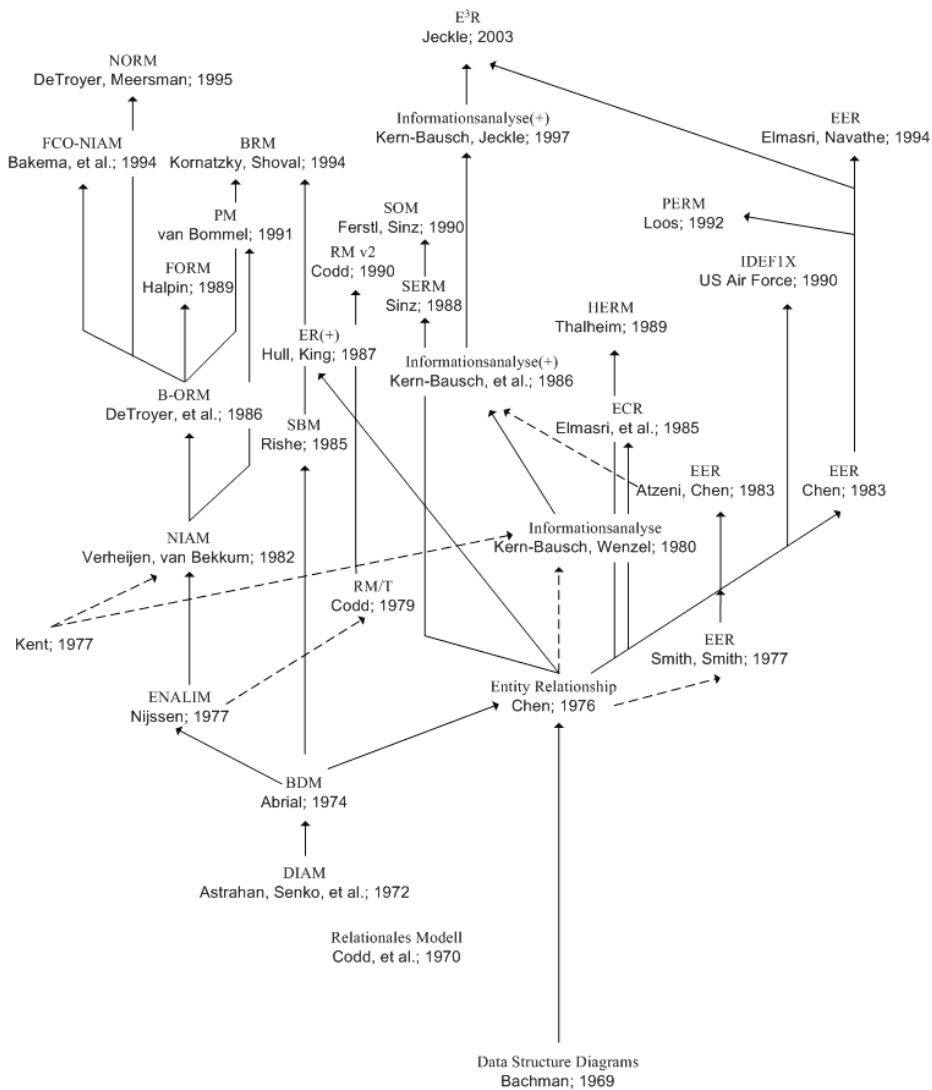 E³R
Jeckle; 2003
NORM
DeTroyer, Meersman; 1995
Informationsanalyse(+)
Kern-Bausch, Jeckle; 1997
EER
Elmasri, Navathe; 1994
FCO-NIAM
Bakema, et al.; 1994
BRM
Kornatzky, Shoval; 1994
PM
van Bommel; 1991
SOM
Ferstl, Sinz; 1990
PERM
Loos; 1992
FORM
Halpin; 1989
RM v2
Codd; 1990
SERM
Sinz; 1988
IDEF1X
US Air Force; 1990
HERM
Thalheim; 1989
ER(+)
Hull, King; 1987
Informationsanalyse(+)
Kern-Bausch, et al.; 1986
B-ORM
DeTroyer, et al.; 1986
SBM
Rishe; 1985
ECR
Elmasri, et al.; 1985
EER
Atzeni, Chen; 1983
EER
Chen; 1983
NIAM
Verheijen, van Bekkum; 1982
Informationsanalyse
Kern-Bausch, Wenzel; 1980
RM/T
Codd; 1979
Kent; 1977
EER
Smith, Smith; 1977
ENALIM
Nijssen; 1977
Entity Relationship
Chen; 1976
BDM
Abrial; 1974
DIAM
Astrahan, Senko, et al.; 1972
Relationales Modell
Codd, et al.; 1970
Data Structure Diagrams
Bachman; 1969